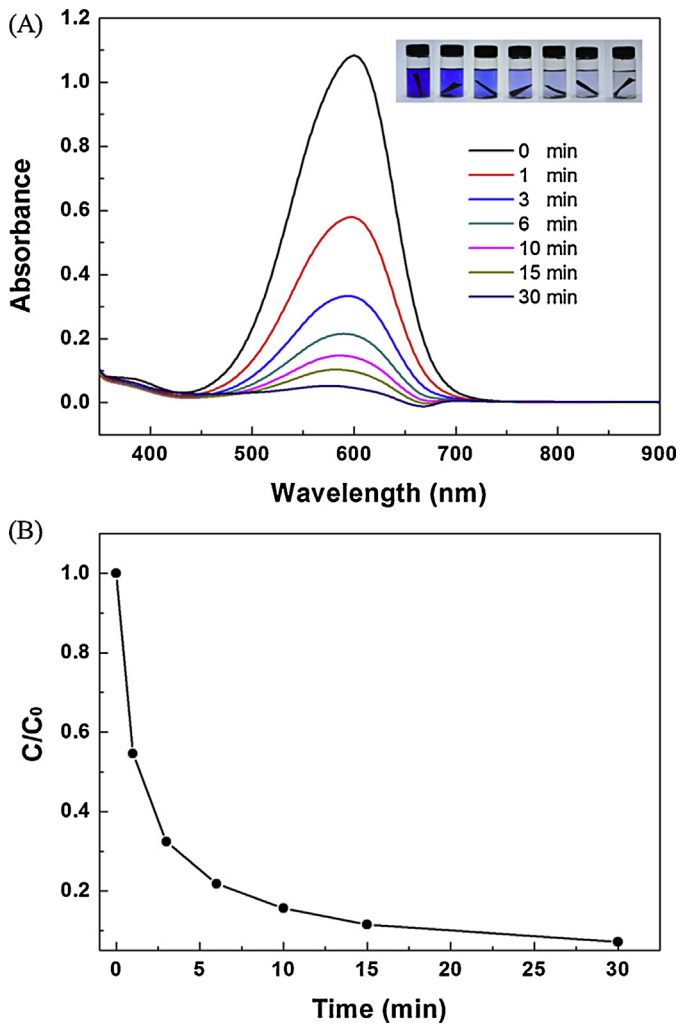 (A)
1.2
1.0
0.8
0.6
0.4
0.2
0.0
Absorbance
0 min
1 min
3 min
6 min
10 min
15 min
30 min
400 500 600 700 800 900
Wavelength (nm)
(B)
1.0
0.8
0.6
0.4
0.2
C/C₀
0 5 10 15 20 25 30
Time (min)